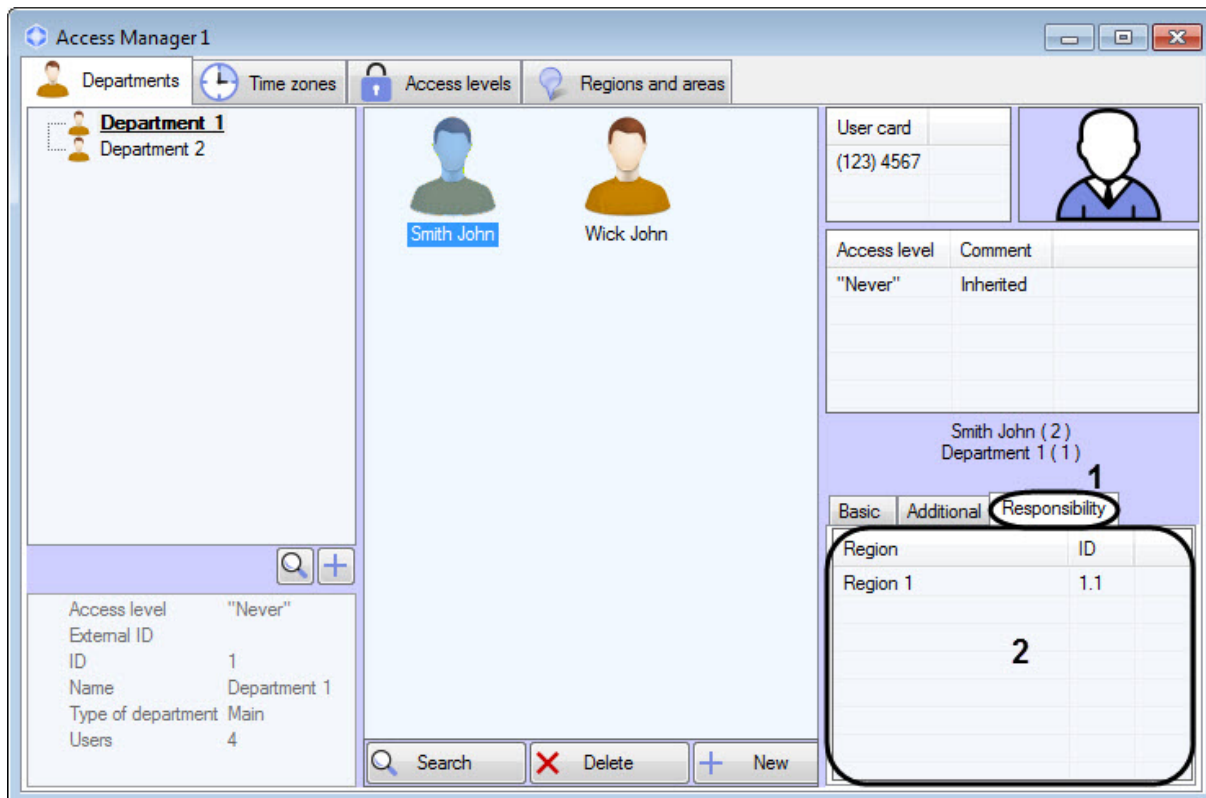 Access Manager 1
Departments Time zones Access levels Regions and areas
Department 1
Department 2
Smith John Wick John
User card
(123) 4567
Access level Comment
"Never" Inherited
Smith John ( 2 )
Department 1 ( 1 )
1
Basic Additional Responsibility
Region ID
Region 1 1.1
2
Access level "Never"
External ID
ID 1
Name Department 1
Type of department Main
Users 4
Search Delete New